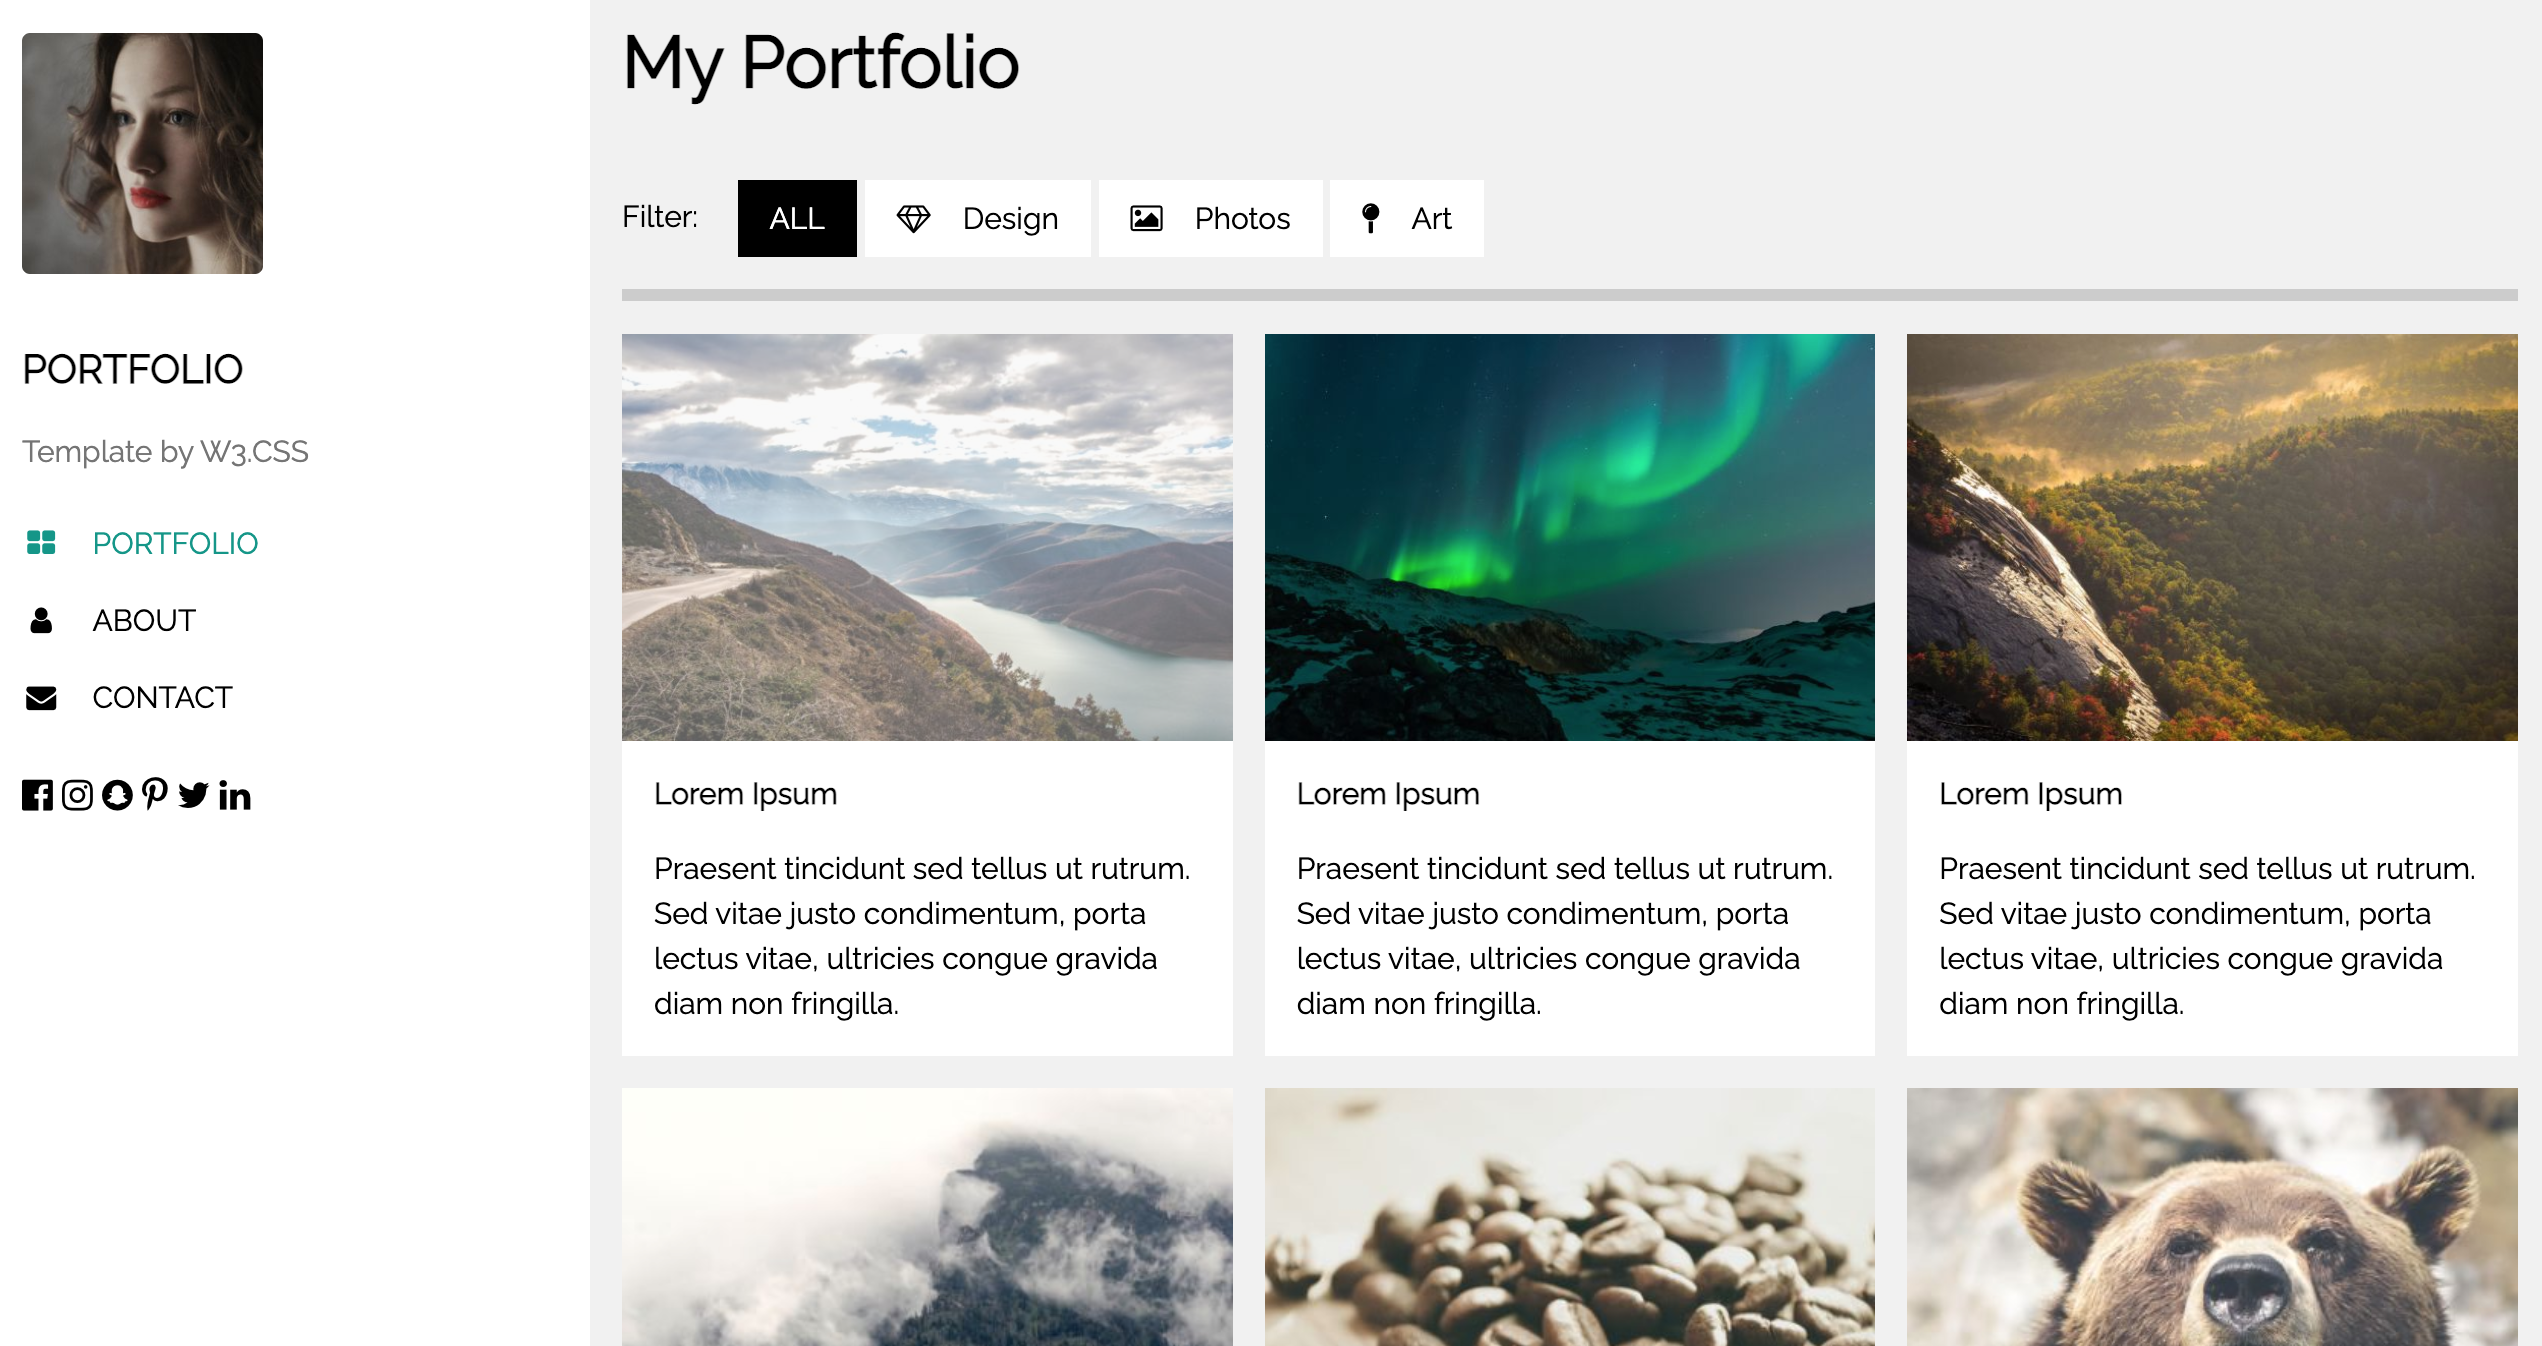 PORTFOLIO
Template by W3.CSS
PORTFOLIO
ABOUT
CONTACT
My Portfolio
Filter:
ALL
Design
Photos
Art
Lorem Ipsum
Praesent tincidunt sed tellus ut rutrum.
Sed vitae justo condimentum, porta
lectus vitae, ultricies congue gravida
diam non fringilla.
Lorem Ipsum
Praesent tincidunt sed tellus ut rutrum.
Sed vitae justo condimentum, porta
lectus vitae, ultricies congue gravida
diam non fringilla.
Lorem Ipsum
Praesent tincidunt sed tellus ut rutrum.
Sed vitae justo condimentum, porta
lectus vitae, ultricies congue gravida
diam non fringilla.